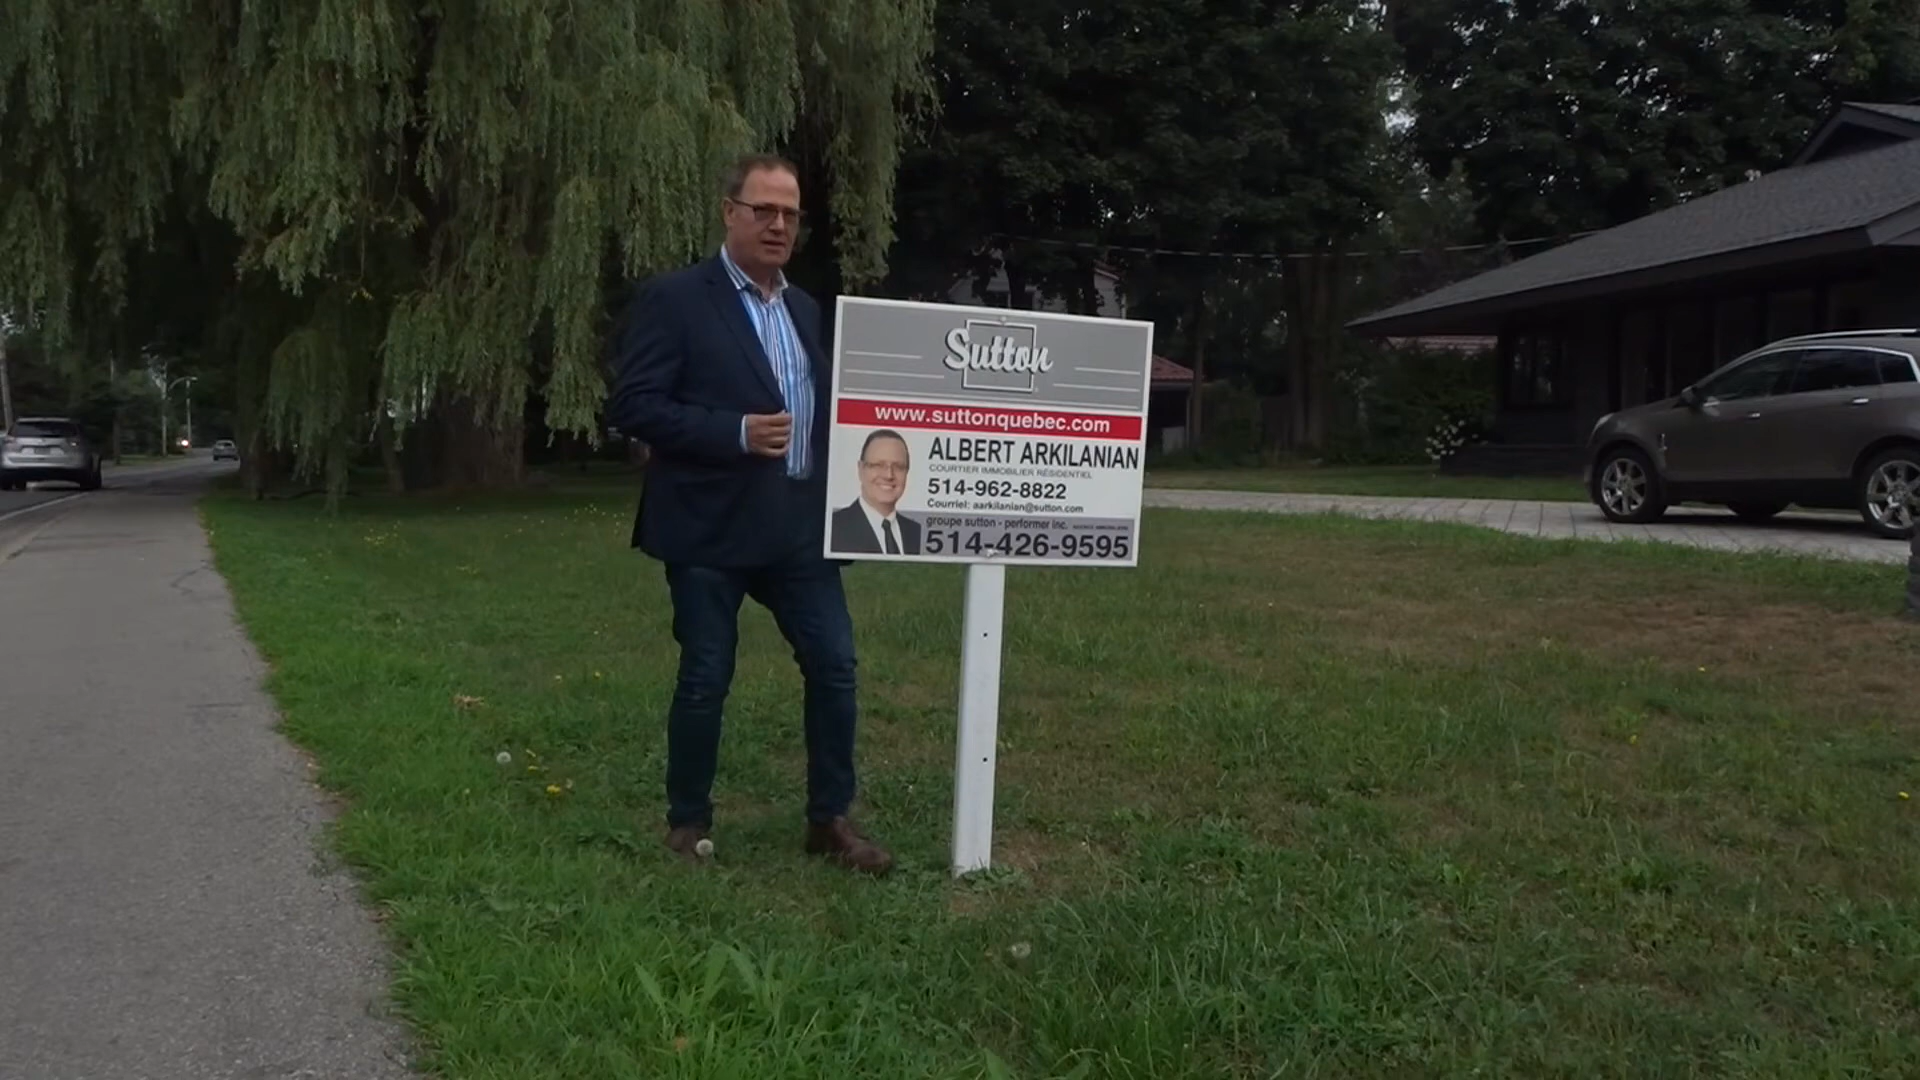 Sutton
www.suttonquebec.com
ALBERT ARKILANIAN
COURTIER IMMOBILIER RÉSIDENTIEL
514-962-8822
Courriel: aarkilanian@sutton.com
groupe sutton - performer inc.
514-426-9595